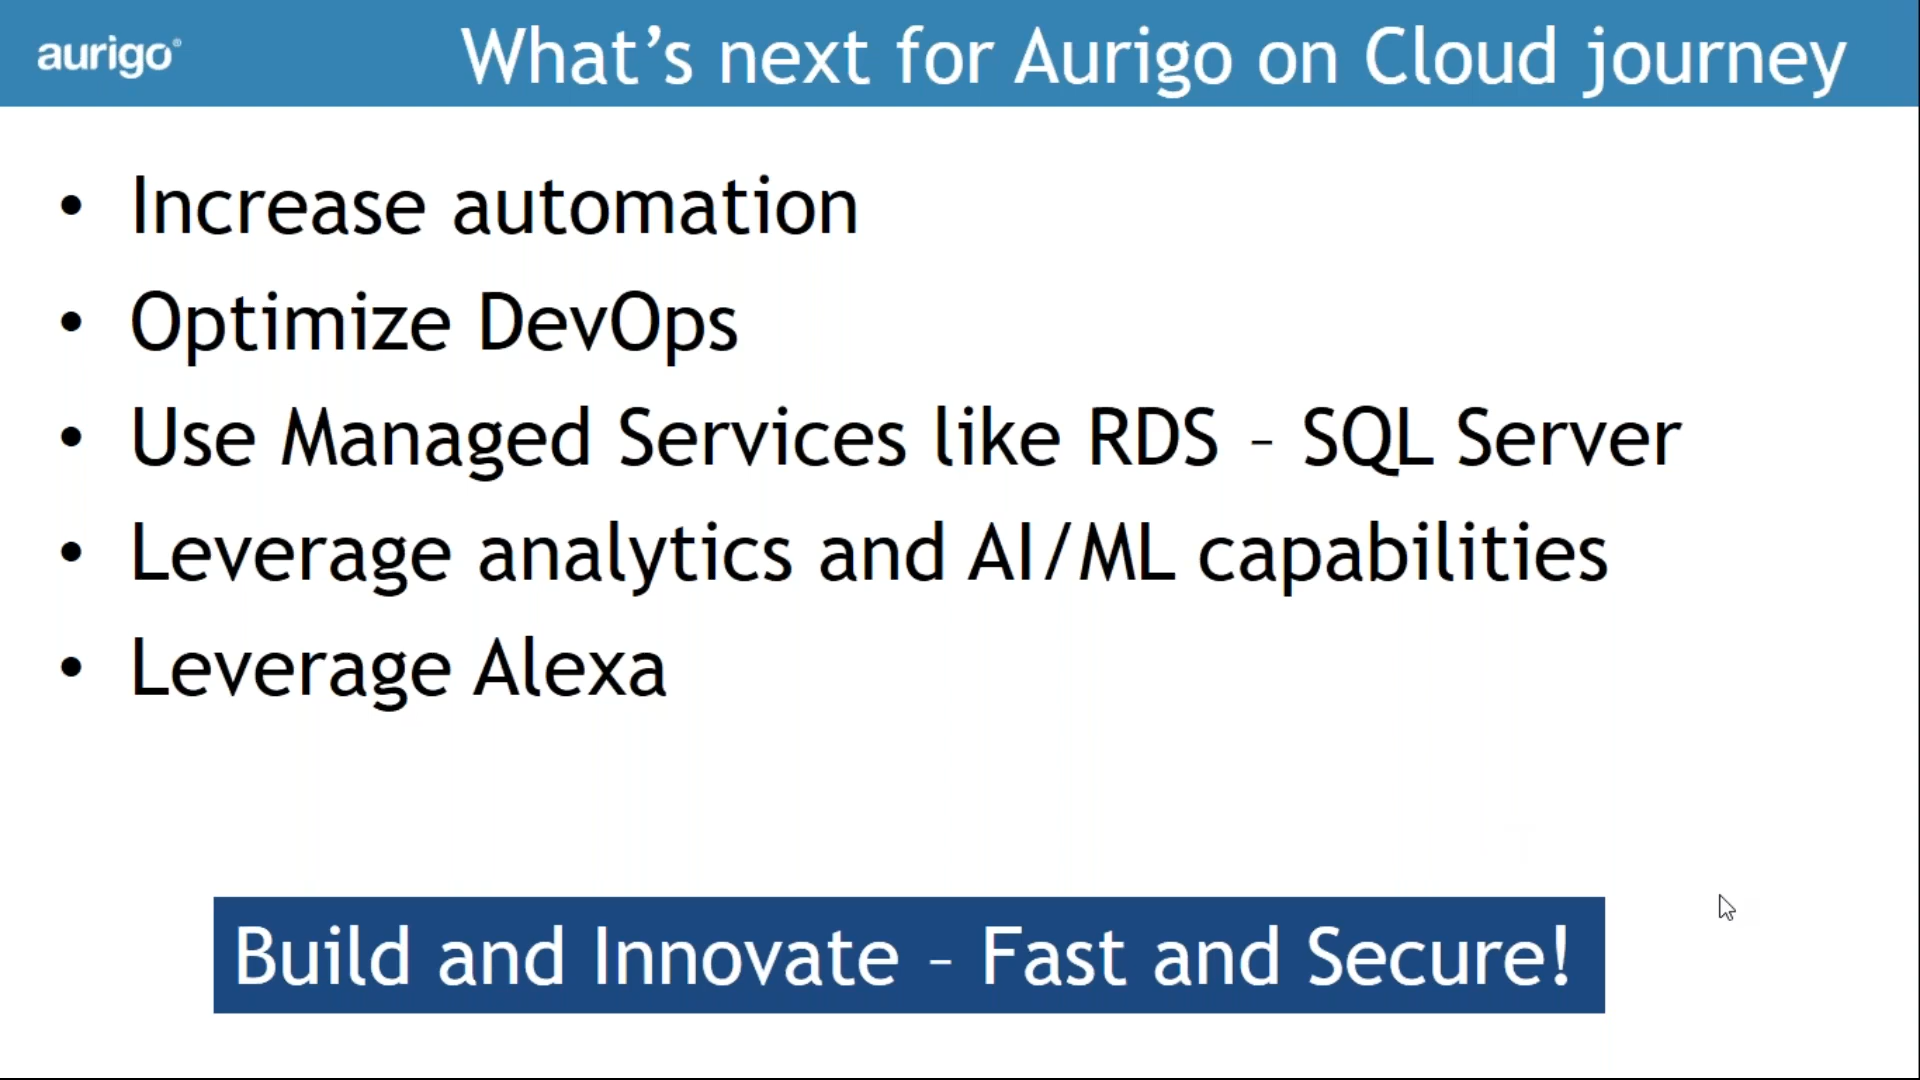 aurigo®
What's next for Aurigo on Cloud journey
• Increase automation
• Optimize DevOps
• Use Managed Services like RDS – SQL Server
• Leverage analytics and AI/ML capabilities
• Leverage Alexa
Build and Innovate – Fast and Secure!